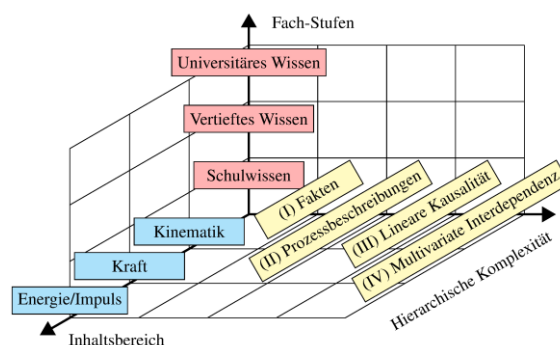 Fach-Stufen
Universitäres Wissen
Vertieftes Wissen
Schulwissen
Kinematik
Kraft
Energie/Impuls
Inhaltsbereich
(I) Fakten
(II) Prozessbeschreibungen
(III) Lineare Kausalität
(IV) Multivariate Interdependenz
Hierarchische Komplexität